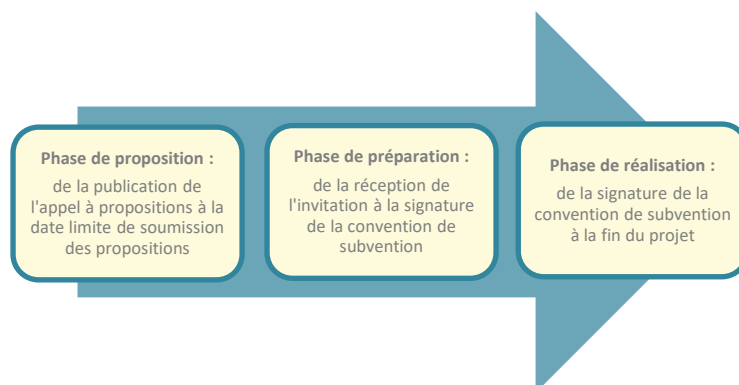 Phase de proposition :
de la publication de
l'appel à propositions à la
date limite de soumission
des propositions
Phase de préparation :
de la réception de
l'invitation à la signature
de la convention de
subvention
Phase de réalisation :
de la signature de la
convention de subvention
à la fin du projet